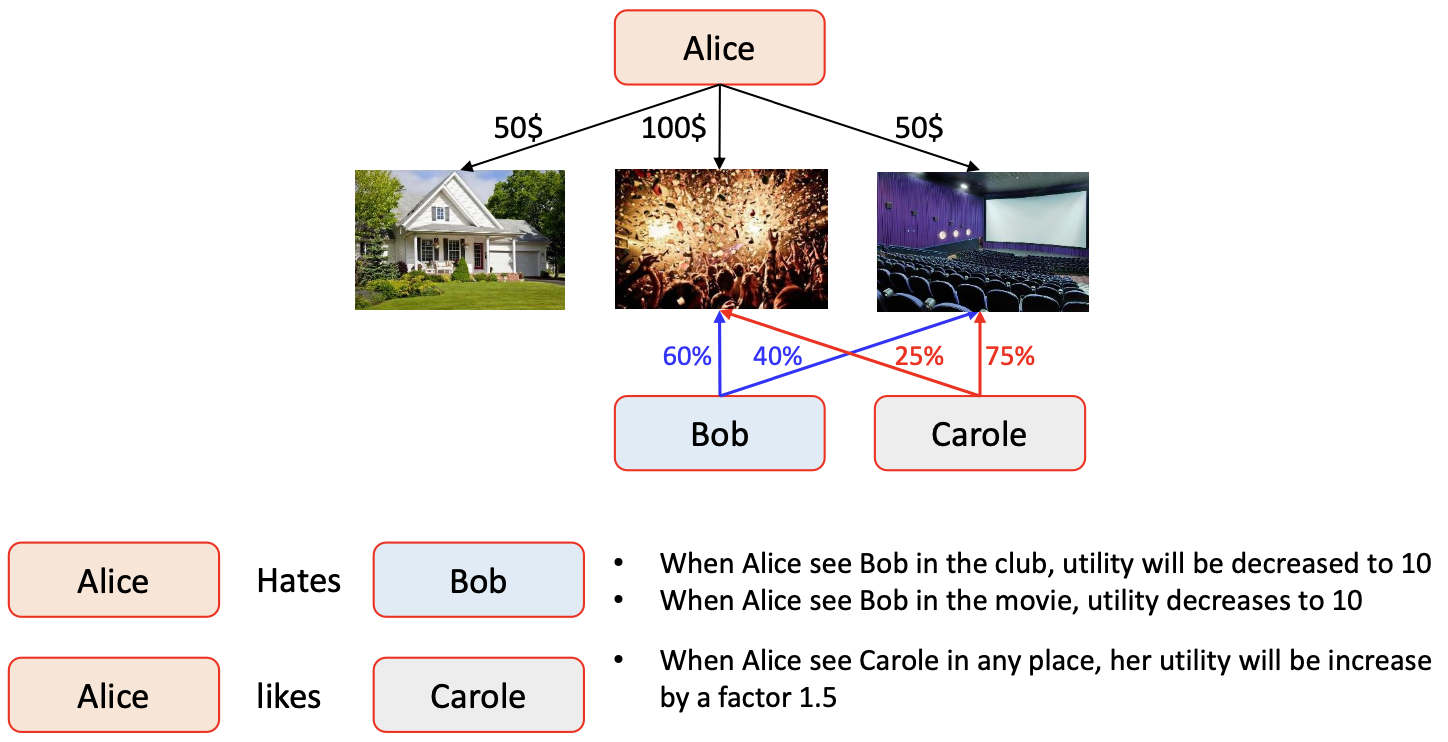 Alice
50$ 100$ 50$
60% 40% 25% 75%
Bob Carole
Alice Hates Bob
• When Alice see Bob in the club, utility will be decreased to 10
• When Alice see Bob in the movie, utility decreases to 10
Alice likes Carole
• When Alice see Carole in any place, her utility will be increase
by a factor 1.5